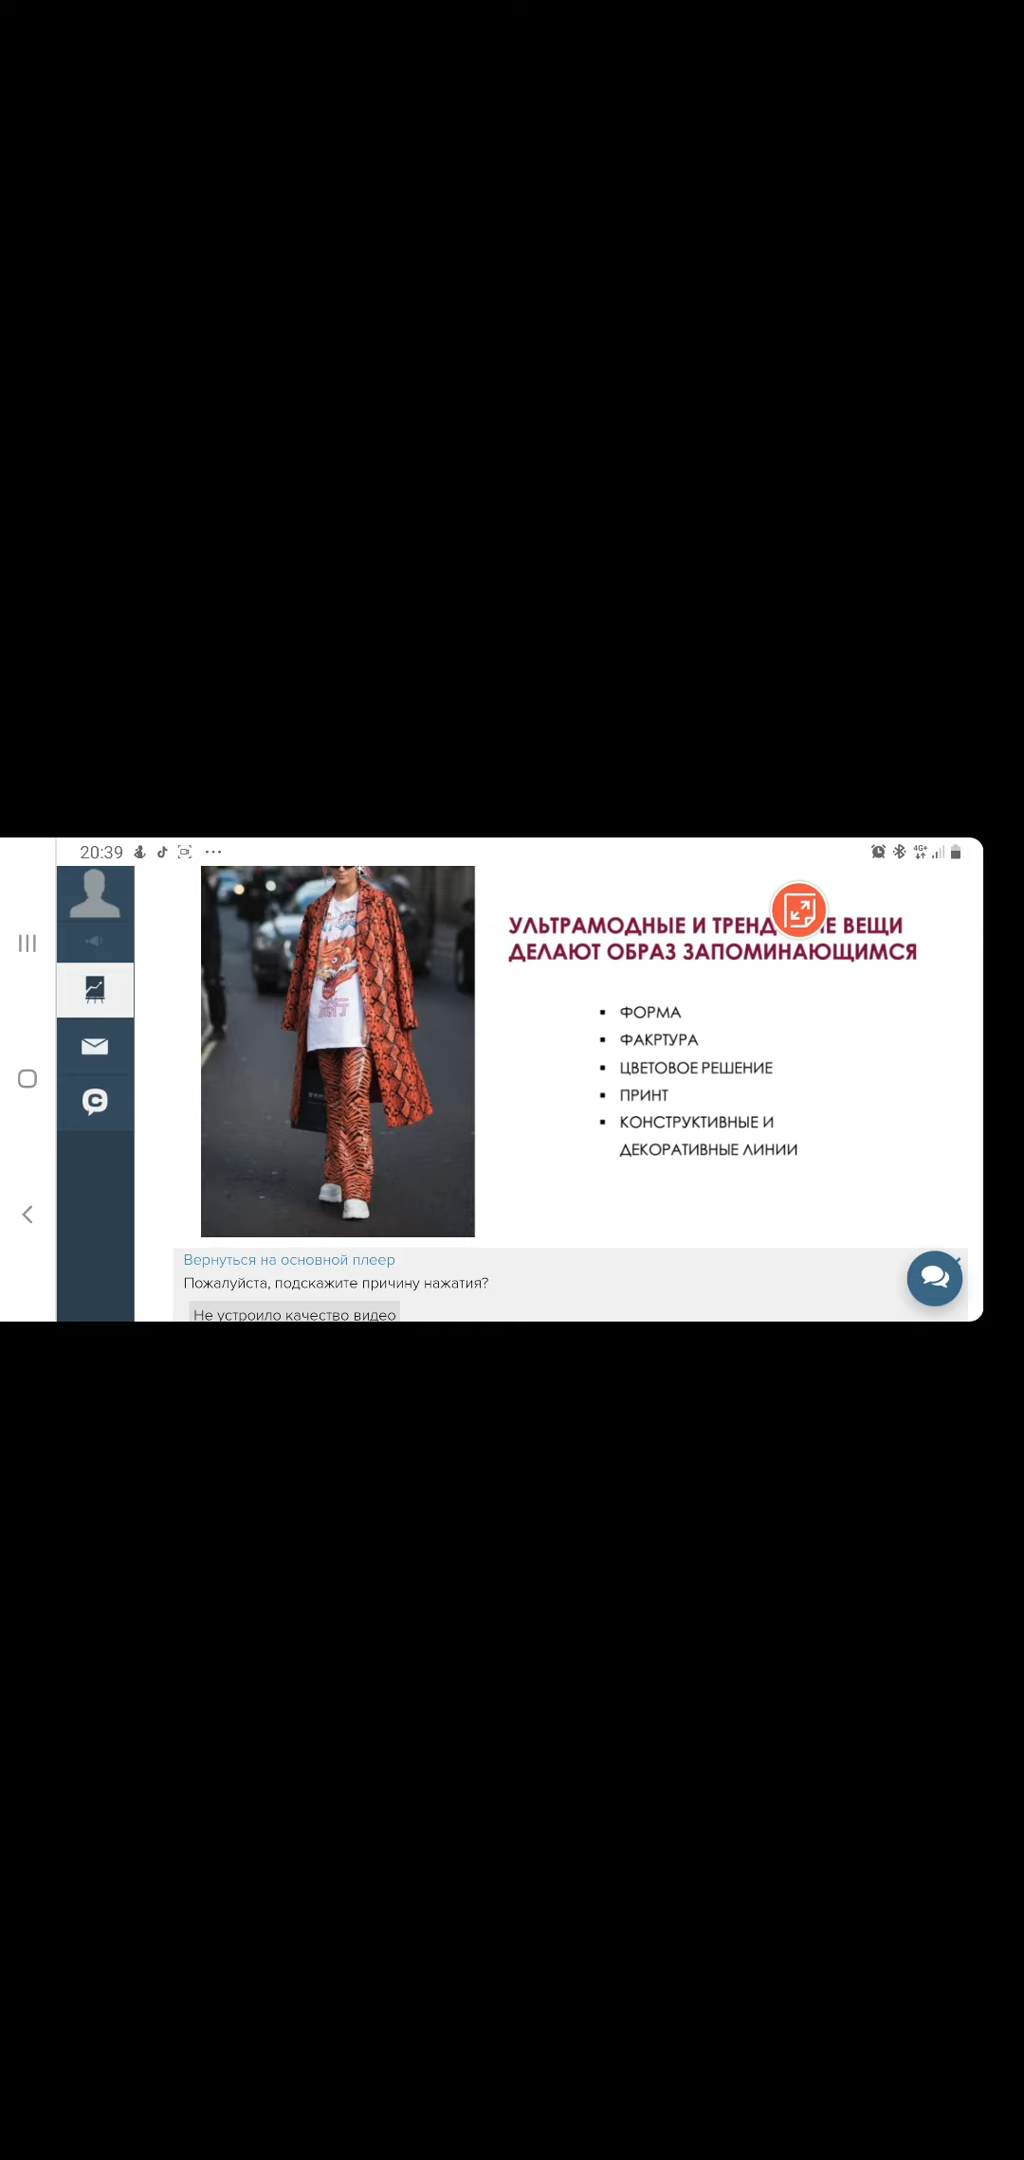 20:39
4G+
УЛЬТРАМОДНЫЕ И ВЕЩИ
ДЕЛАЮТ ОБРАЗ ЗАПОМИНАЮЩИМСЯ
▪ ФОРМА
▪ ФАКРТУРА
▪ ЦВЕТОВОЕ РЕШЕНИЕ
▪ ПРИНТ
▪ КОНСТРУКТИВНЫЕ И
ДЕКОРАТИВНЫЕ ЛИНИИ
Вернуться на основной плеер
Пожалуйста, подскажите причину нажатия?
Не устроило качество видео